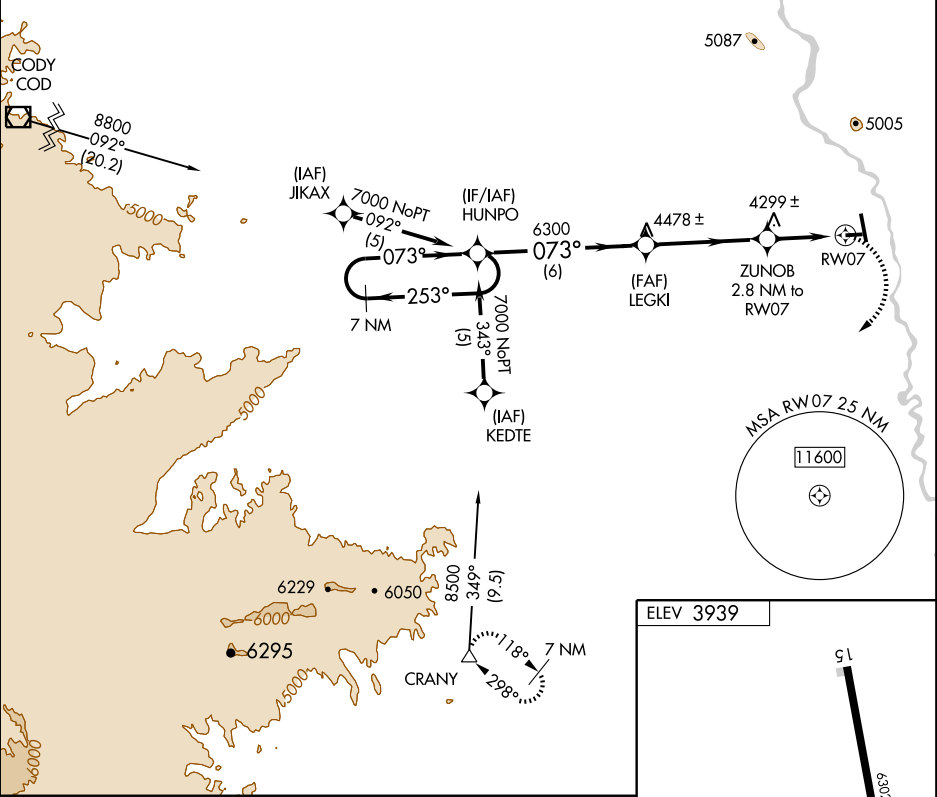 5087
CODY
COD
8800
092°
(20.2)
5005
5000
(IAF)
JIKAX
7000 NoPT
092°
(5)
(IF/IAF)
HUNPO
6300
073°
(6)
4478 ±
4299 ±
073°
253°
7 NM
7000 NoPT
343°
(5)
(FAF)
LEGKI
ZUNOB
2.8 NM to
RW07
RW07
(IAF)
KEDTE
5000
MSA RW07 25 NM
11600
8500
349°
(9.5)
6229
6050
6000
6295
5000
6000
CRANY
118°
298°
7 NM
ELEV 3939
15